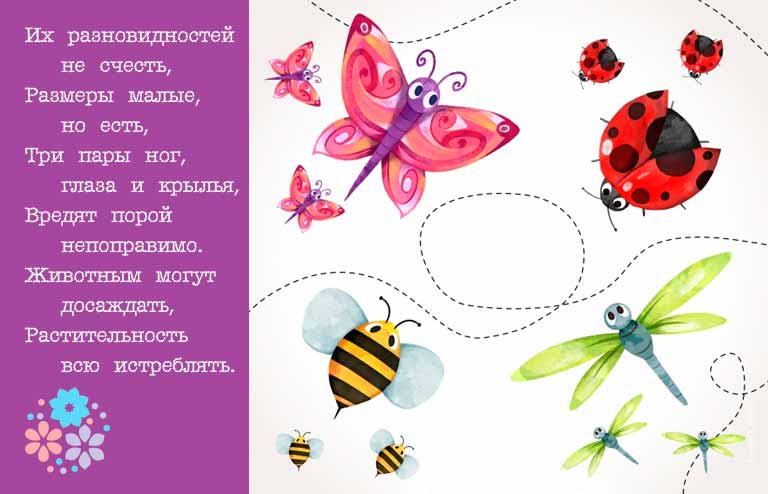 Их разновидностей
не счесть,
Размеры малые,
но есть,
Три пары ног,
глаза и крылья,
Вредят порой
непоправимо.
Животным могут
досаждать,
Растительность
всю истреблять.